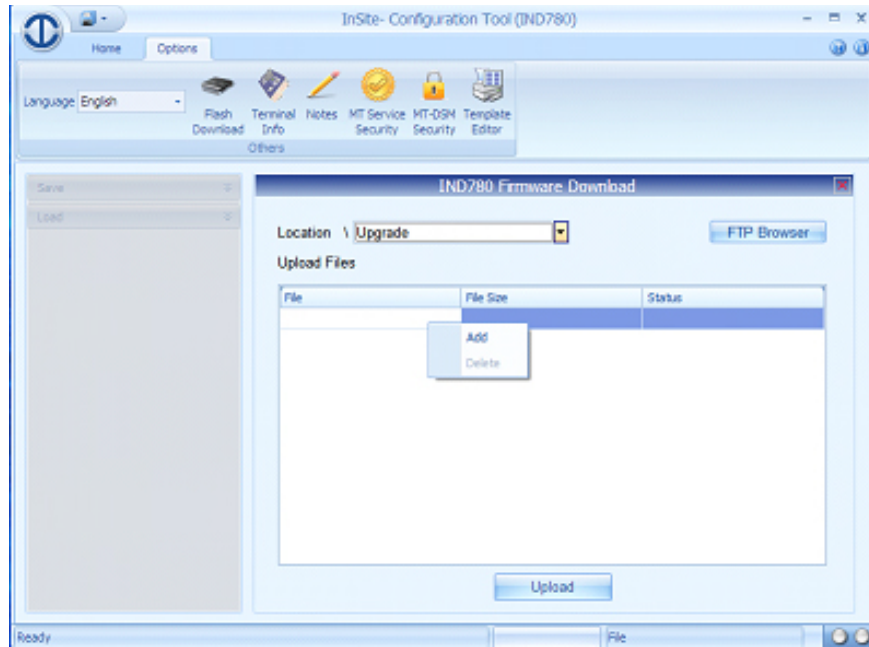 InSite- Configuration Tool (IND780)
Home Options
Language English
Flash Download
Terminal Info
Notes
MT Service Security
MT-DSM Security
Template Editor
Others
Save
Load
IND780 Firmware Download
Location \ Upgrade
FTP Browser
Upload Files
File File Size Status
Add
Delete
Upload
Ready File